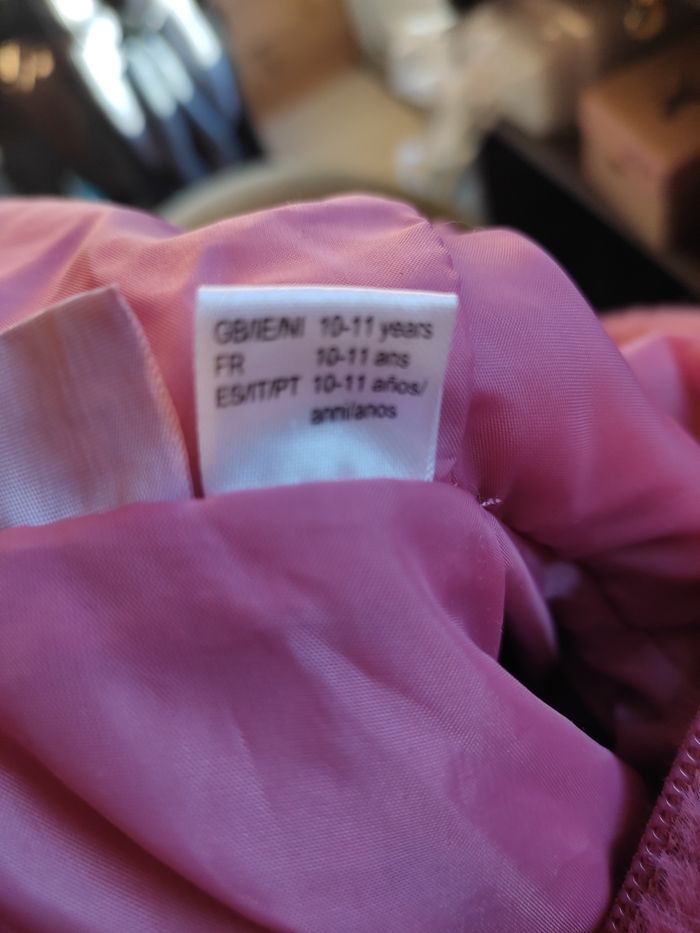 GB/IE/NI 10-11 years
FR 10-11 ans
ES/IT/PT 10-11 años/
anni/anos